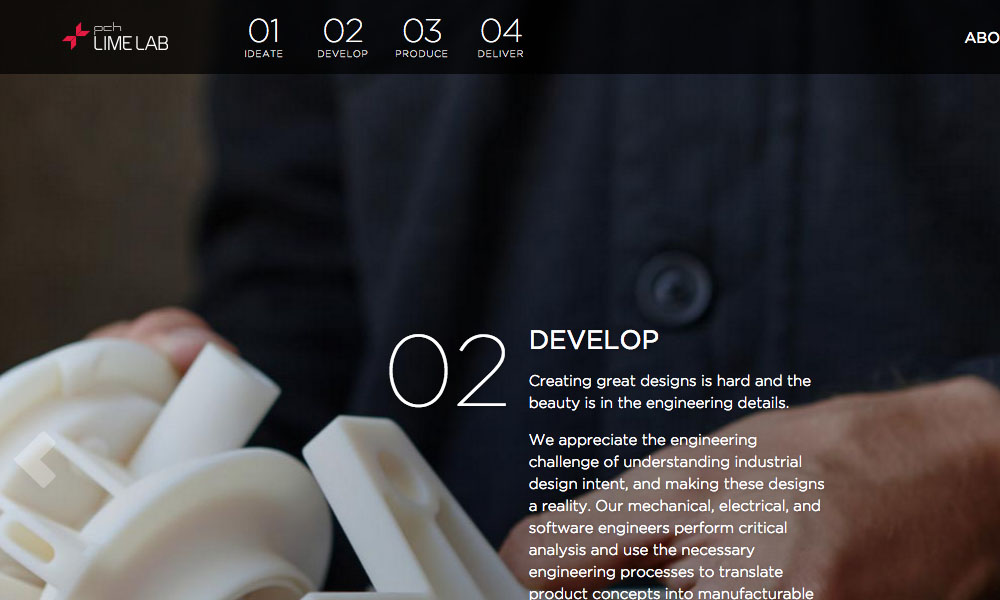 pch
LIME LAB
01
IDEATE
02
DEVELOP
03
PRODUCE
04
DELIVER
ABO
02
DEVELOP
Creating great designs is hard and the
beauty is in the engineering details.
We appreciate the engineering
challenge of understanding industrial
design intent, and making these designs
a reality. Our mechanical, electrical, and
software engineers perform critical
analysis and use the necessary
engineering processes to translate
product concepts into manufacturable